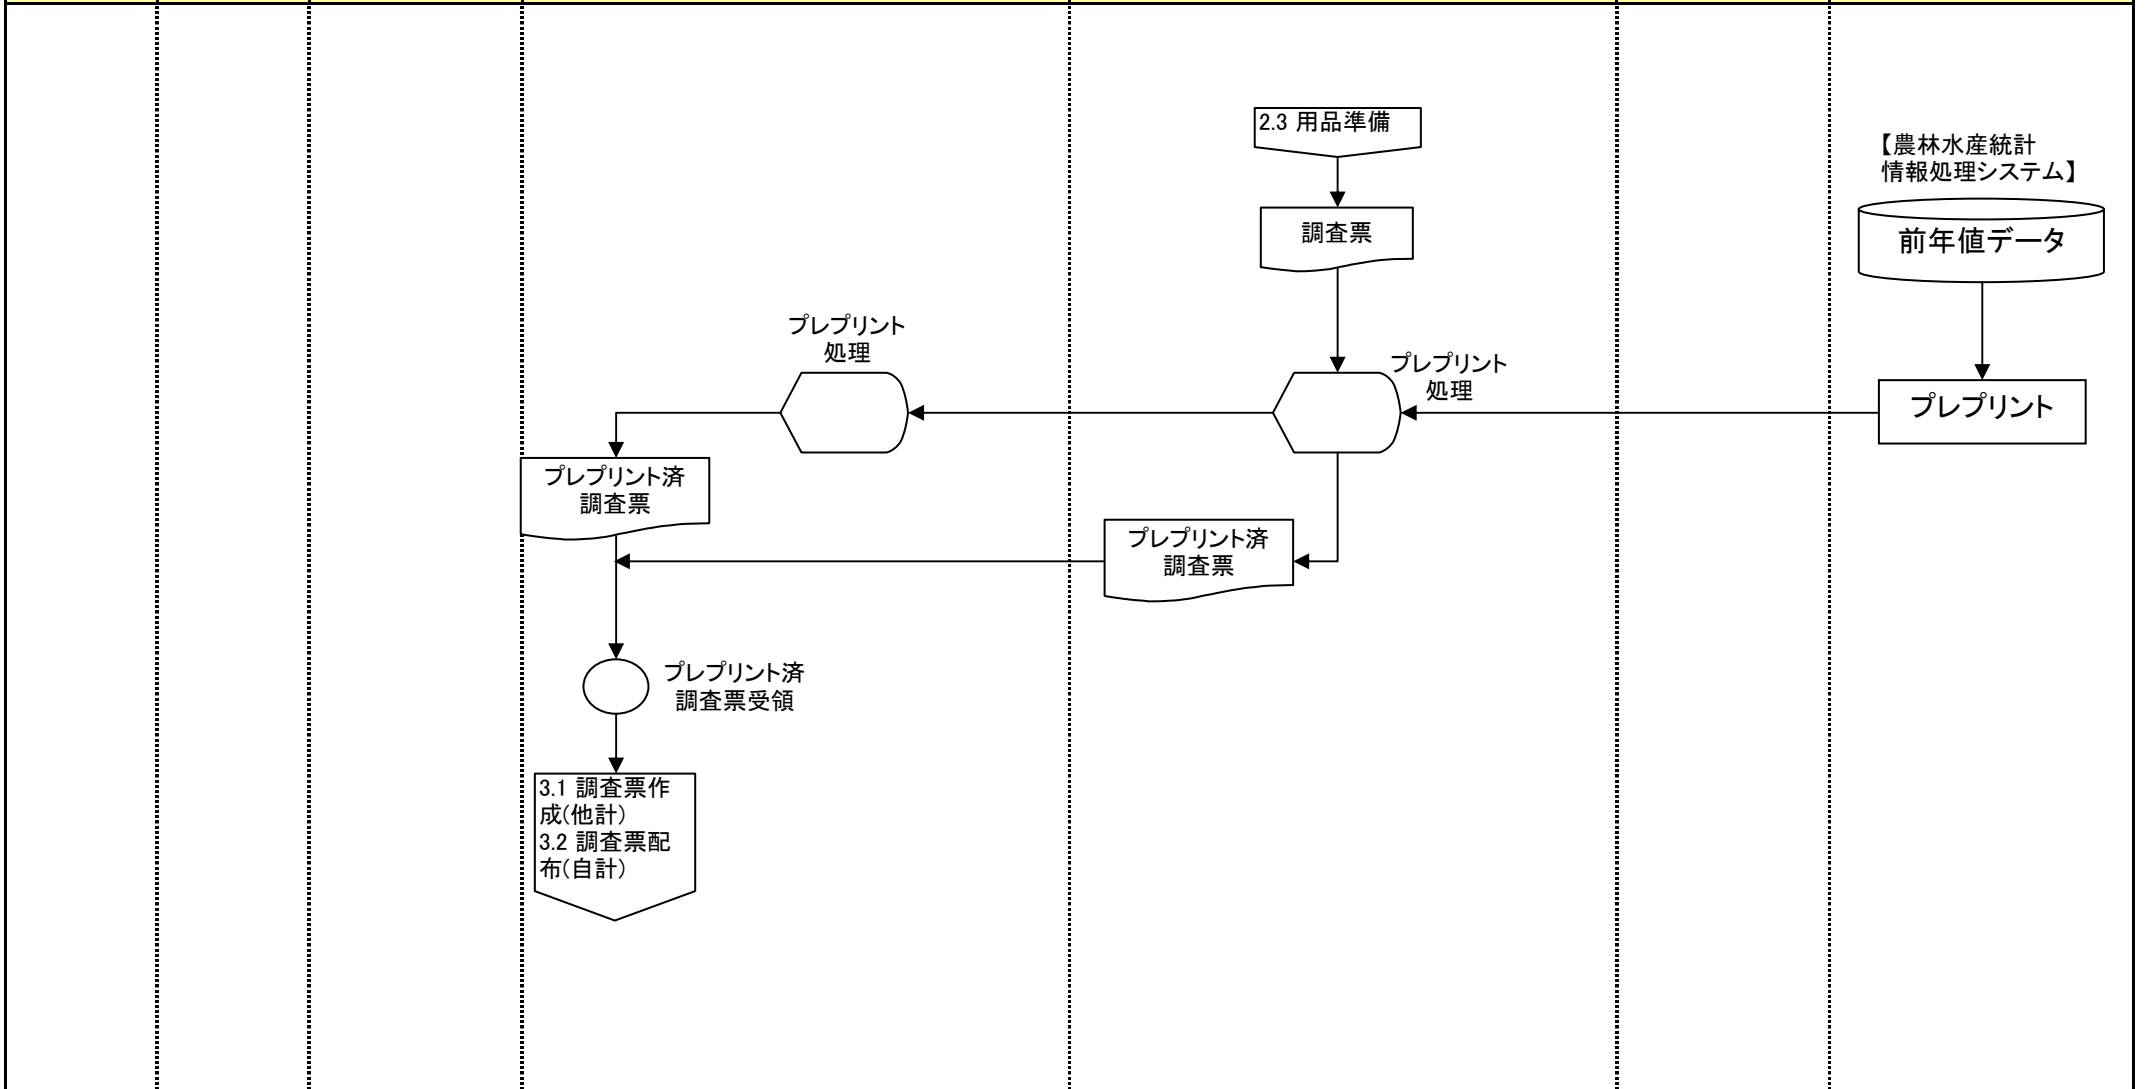 2.3 用品準備
【農林水産統計
情報処理システム】
調査票
前年値データ
プレプリント
処理
プレプリント
処理
プレプリント
プレプリント済
調査票
プレプリント済
調査票
プレプリント済
調査票受領
3.1 調査票作
成(他計)
3.2 調査票配
布(自計)